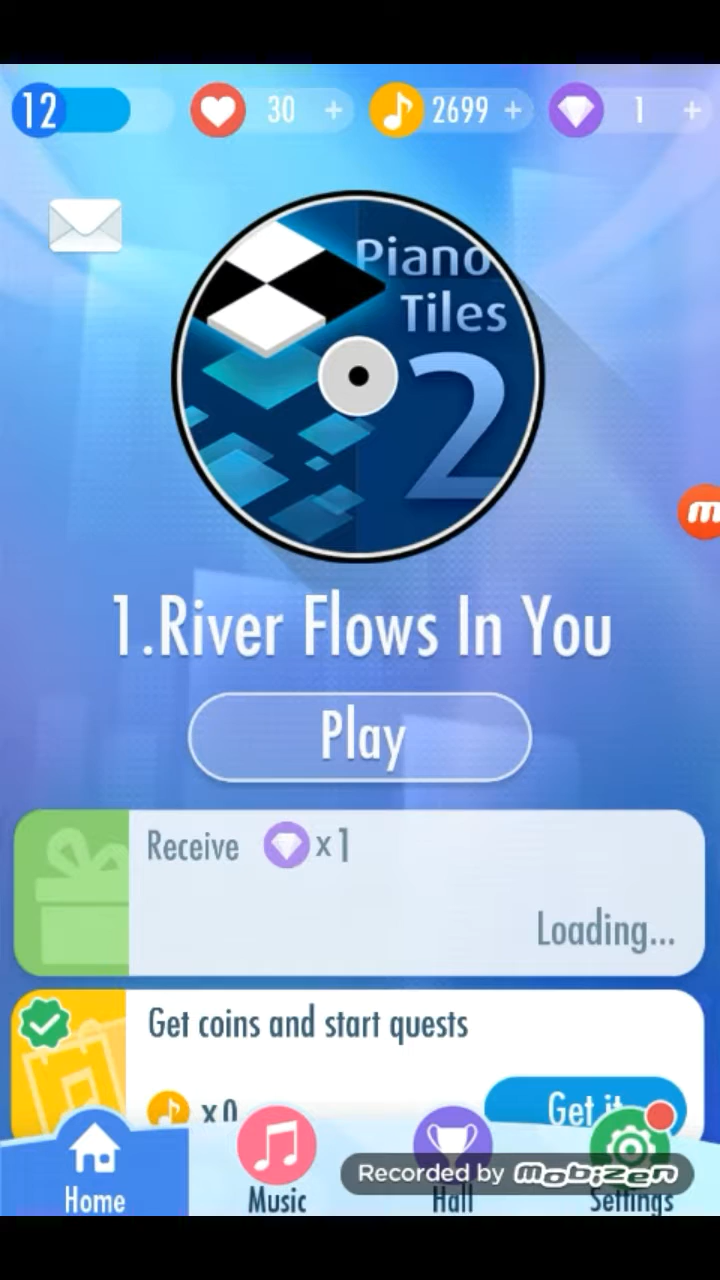 12 30 + 2699 + 1 +
Piano
Tiles
2
m
1.River Flows In You
Play
Receive x1
Loading...
Get coins and start quests
x0 Get it
Recorded by mobizen
Home Music Hall Settings